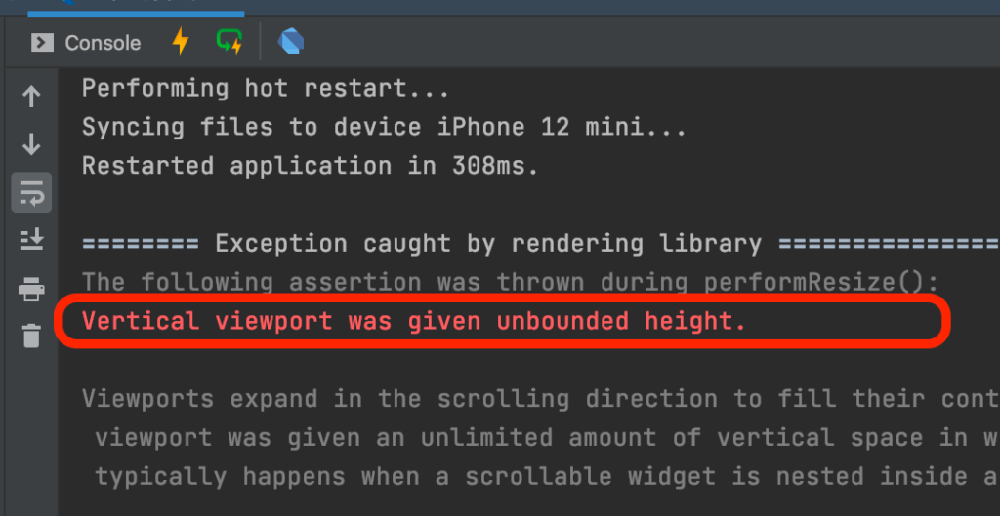 Console
Performing hot restart...
Syncing files to device iPhone 12 mini...
Restarted application in 308ms.
======== Exception caught by rendering library ===============
The following assertion was thrown during performResize():
Vertical viewport was given unbounded height.
Viewports expand in the scrolling direction to fill their
viewport was given an unlimited amount of vertical space in
typically happens when a scrollable widget is nested inside a